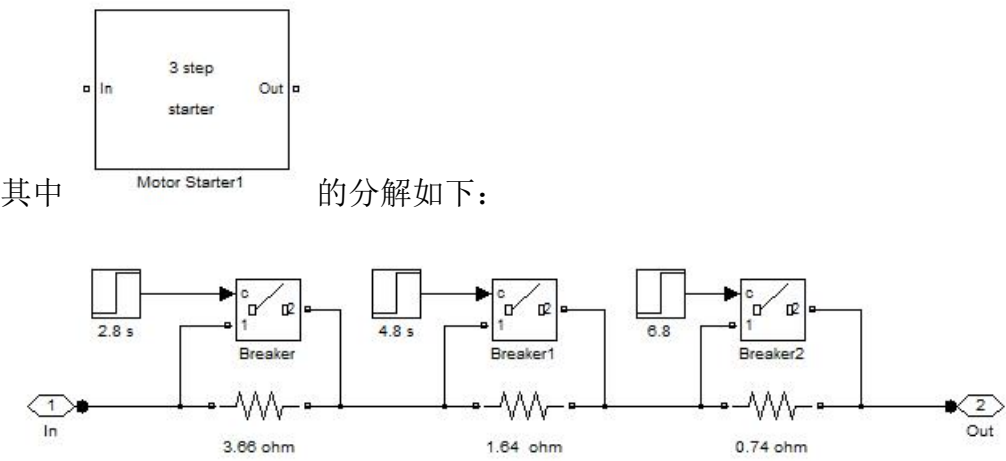 3 step
In
Out
starter
Motor Starter1
其中
的分解如下：
c
2
1
2.8 s
Breaker
c
2
1
4.8 s
Breaker1
c
2
1
6.8
Breaker2
1
In
2
Out
3.66 ohm
1.64 ohm
0.74 ohm